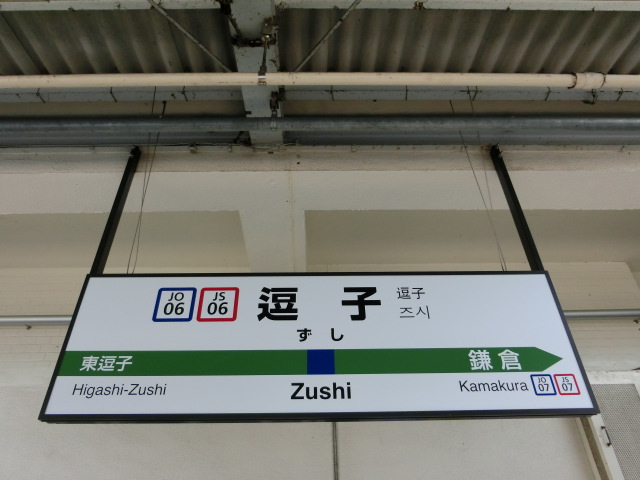 JO 06 JS 06 逗子 逗子
즈시
ずし
東逗子 鎌倉
Higashi-Zushi Zushi Kamakura JO 07 JS 07